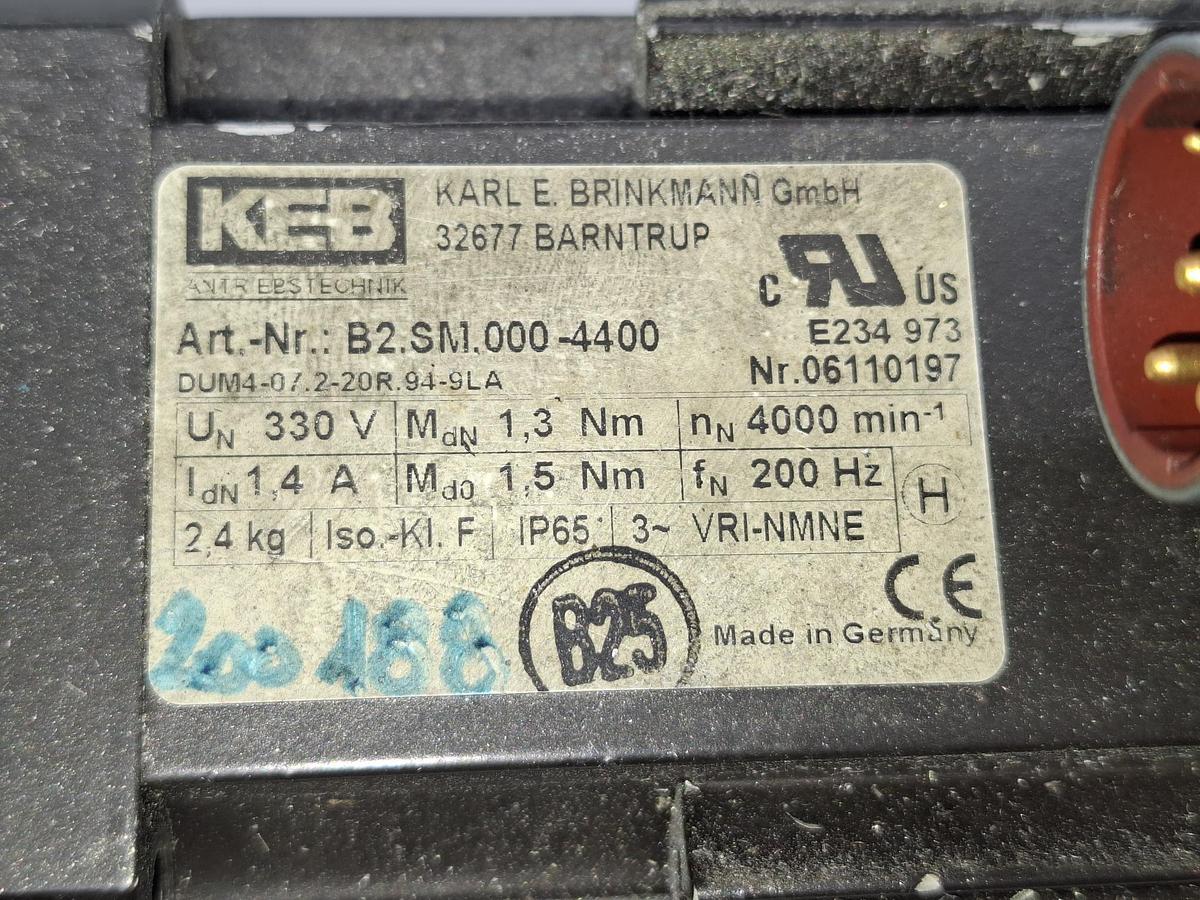 KEB
ANTRIEBSTECHNIK
KARL E. BRINKMANN GmbH
32677 BARNTRUP
C RU US
E234 973
Art.-Nr.: B2.SM.000-4400
Nr.06110197
DUM4-07.2-20R.94-9LA
UN 330 V MdN 1,3 Nm nN 4000 min-1
IdN 1,4 A Md0 1,5 Nm fN 200 Hz
H
2,4 kg Iso.-Kl. F IP65 3~ VRI-NMNE
CE
200 188
B25
Made in Germany